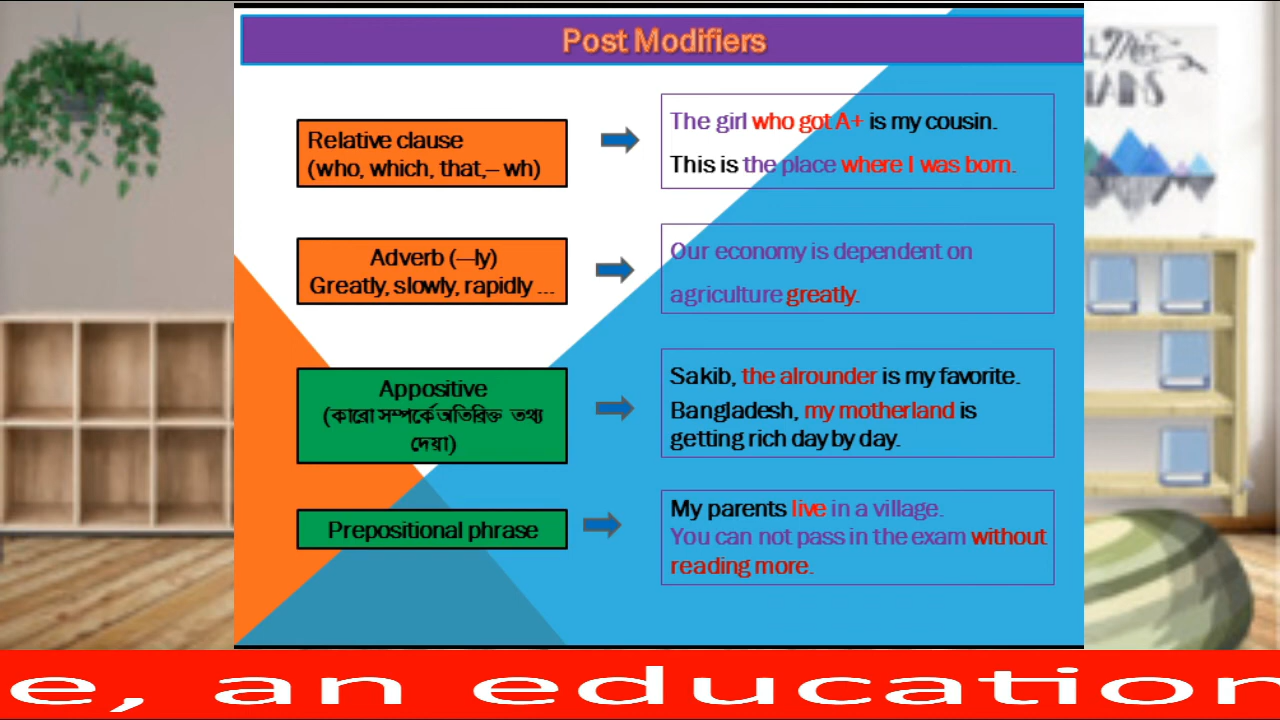 Post Modifiers
Relative clause
(who, which, that,– wh)
The girl who got A+ is my cousin.
This is the place where I was born.
Adverb (—ly)
Greatly, slowly, rapidly ...
Our economy is dependent on
agriculture greatly.
Appositive
(কারো সম্পর্কে অতিরিক্ত তথ্য
দেয়া)
Sakib, the alrounder is my favorite.
Bangladesh, my motherland is
getting rich day by day.
Prepositional phrase
My parents live in a village.
You can not pass in the exam without
reading more.
e, an education